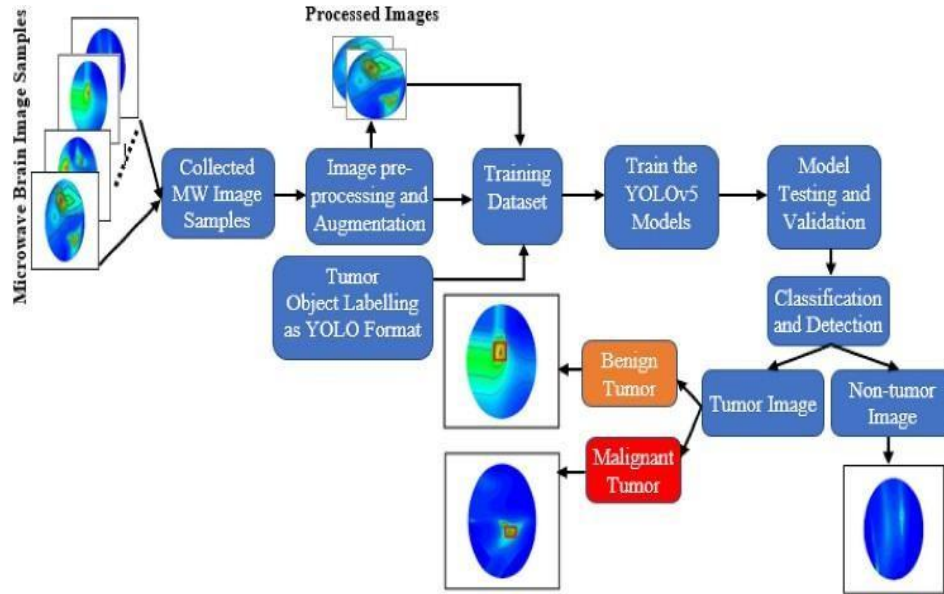 Processed Images
Microwave Brain Image Samples
Collected
MW Image
Samples
Image pre-
processing and
Augmentation
Training
Dataset
Train the
YOLOv5
Models
Model
Testing and
Validation
Tumor
Object Labelling
as YOLO Format
Classification
and Detection
Benign
Tumor
Tumor Image
Non-tumor
Image
Malignant
Tumor